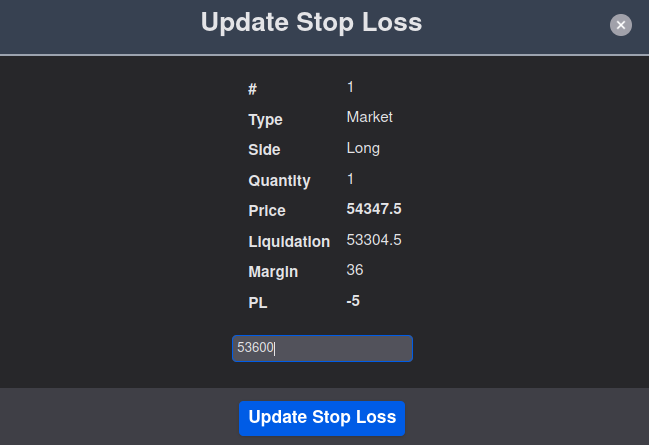 Update Stop Loss
# 1
Type Market
Side Long
Quantity 1
Price 54347.5
Liquidation 53304.5
Margin 36
PL -5
53600
Update Stop Loss